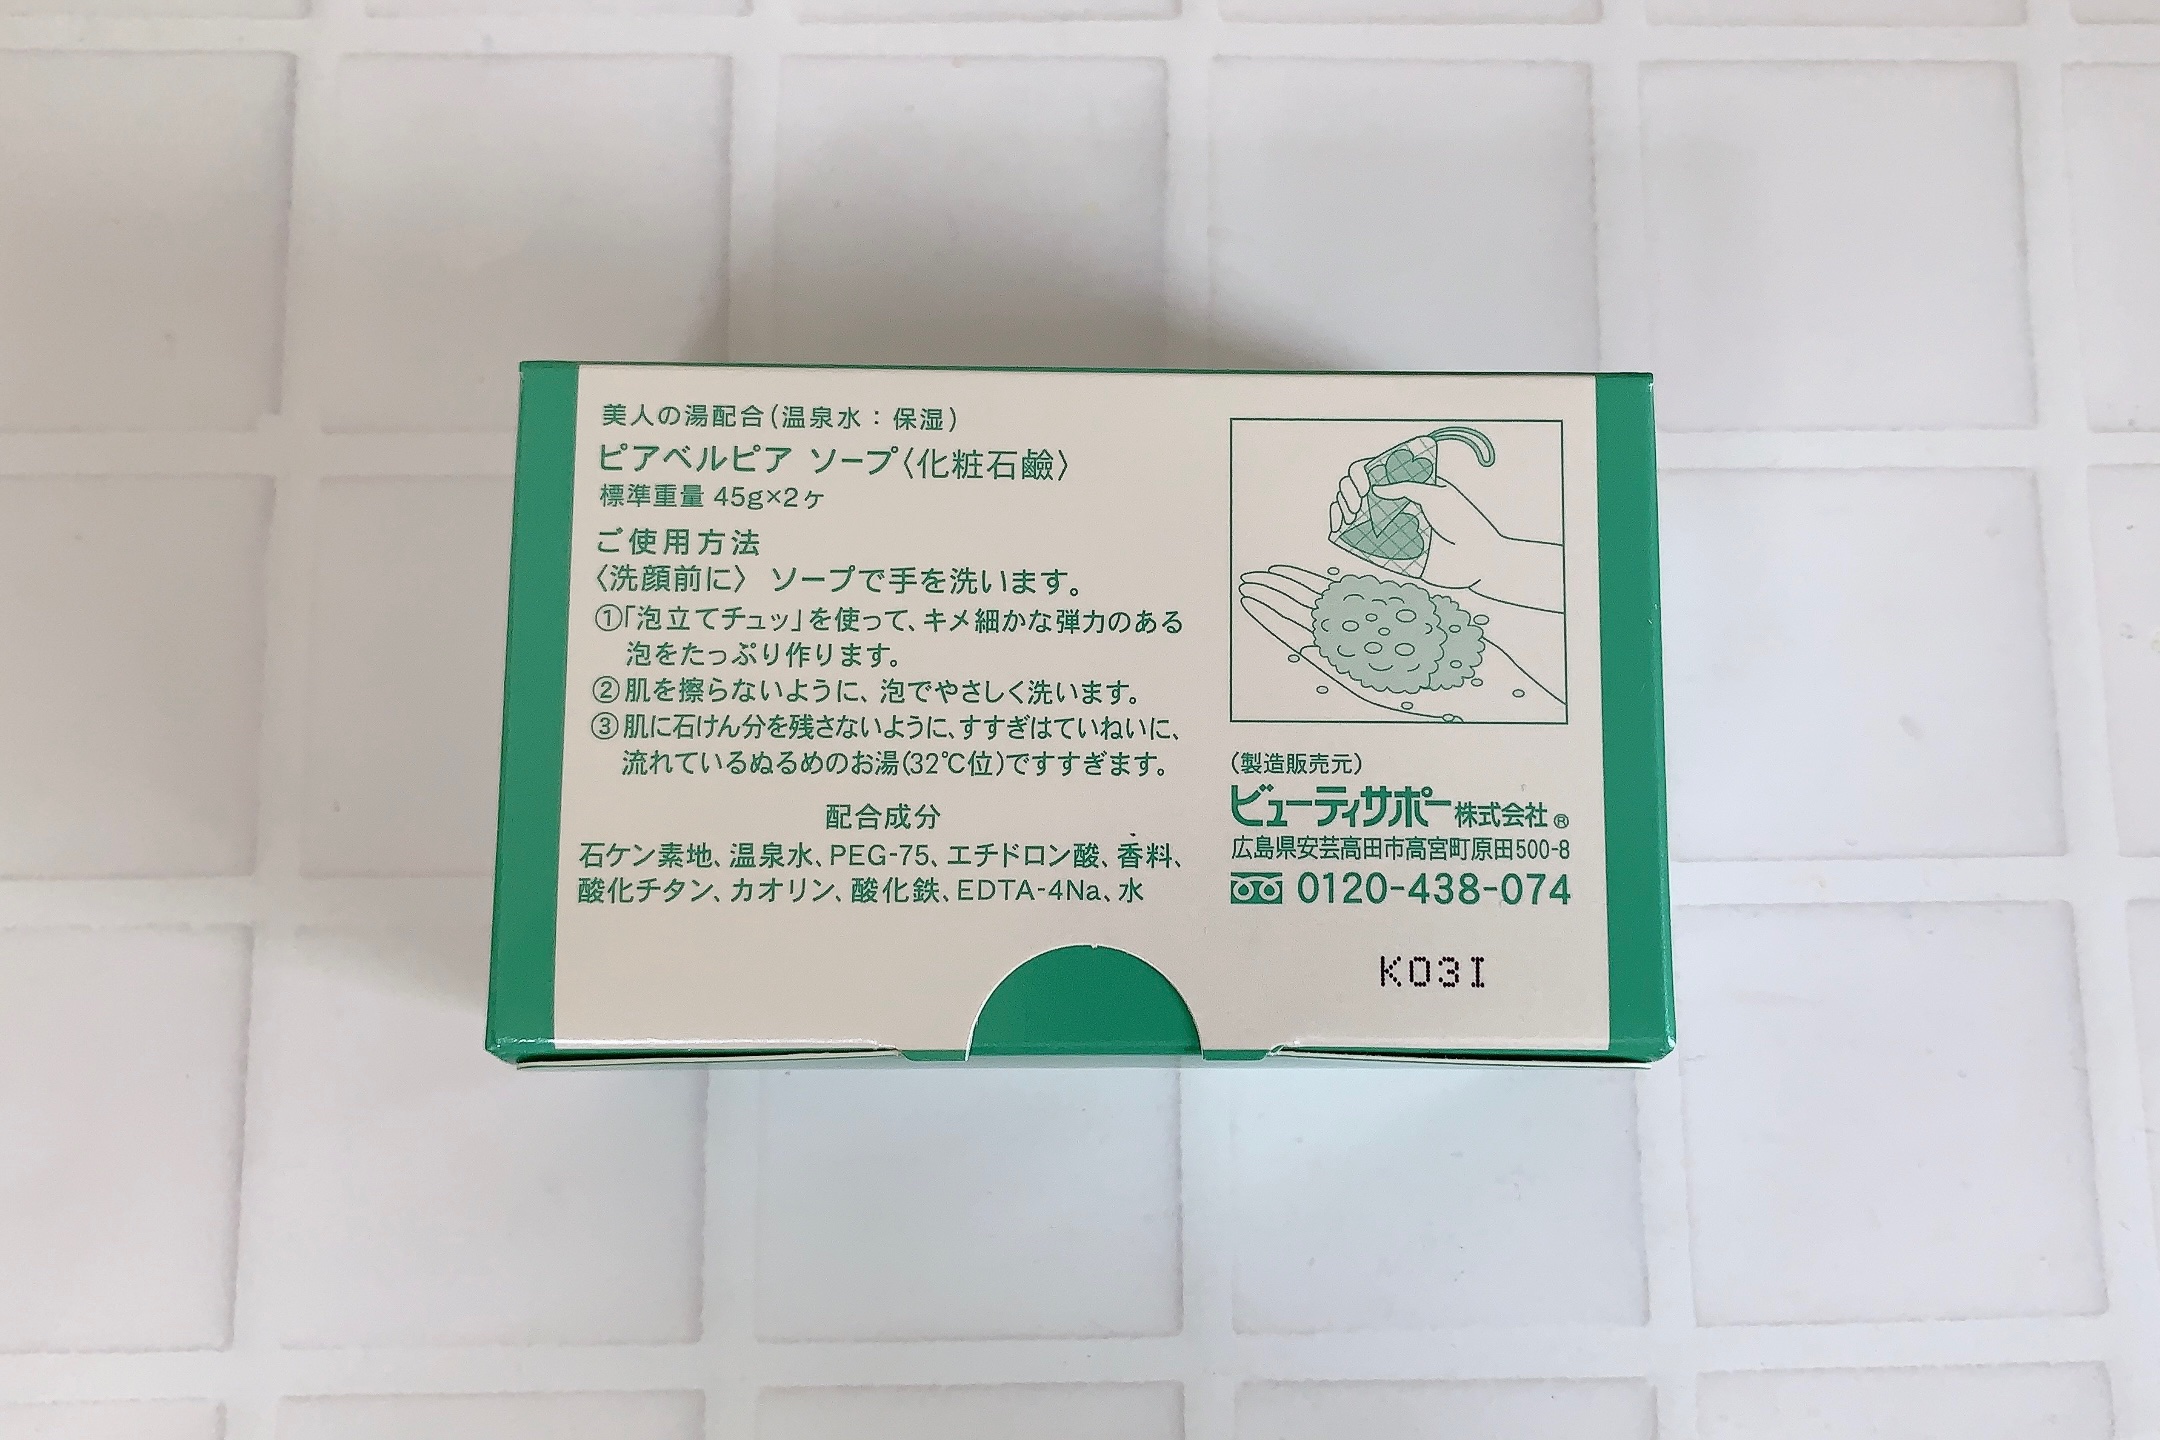 美人の湯配合(温泉水：保湿)
ピアベルピア ソープ〈化粧石鹼〉
標準重量 45g×2ヶ
ご使用方法
〈洗顔前に〉 ソープで手を洗います。
①「泡立てチュッ」を使って、キメ細かな弾力のある
泡をたっぷり作ります。
②肌を擦らないように、泡でやさしく洗います。
③肌に石けん分を残さないように、すすぎはていねいに、
流れているぬるめのお湯(32℃位)ですすぎます。
配合成分
石ケン素地、温泉水、PEG-75、エチドロン酸、香料、
酸化チタン、カオリン、酸化鉄、EDTA-4Na、水
(製造販売元)
ビューティサポー株式会社®
広島県安芸高田市高宮町原田500-8
0120-438-074
K03I